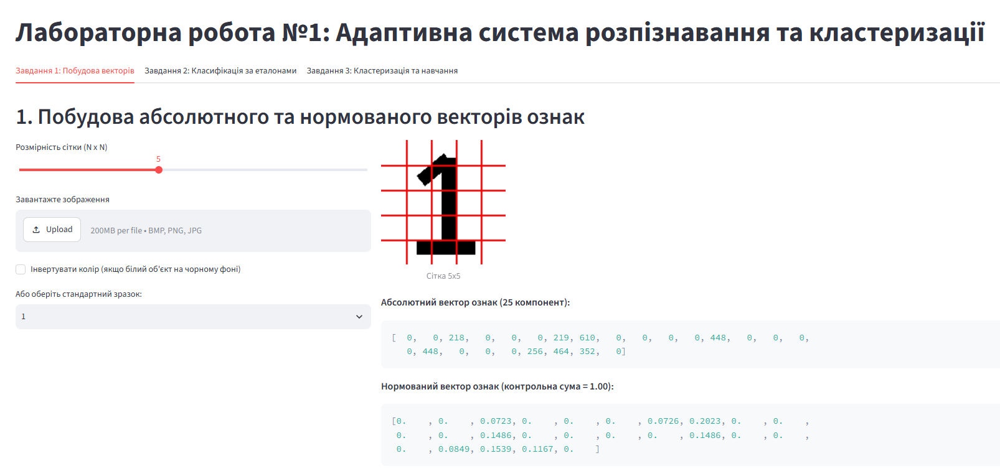 Лабораторна робота №1: Адаптивна система розпізнавання та кластеризації
Завдання 1: Побудова векторів
Завдання 2: Класифікація за еталонами
Завдання 3: Кластеризація та навчання
1. Побудова абсолютного та нормованого векторів ознак
Розмірність сітки (N x N)
5
Завантажте зображення
Upload
200MB per file • BMP, PNG, JPG
Інвертувати колір (якщо білий об'єкт на чорному фоні)
Або оберіть стандартний зразок:
1
1
Сітка 5x5
Абсолютний вектор ознак (25 компонент):
[  0,   0, 218,   0,   0,   0, 219, 610,   0,   0,   0,   0, 448,   0,   0,   0,
   0, 448,   0,   0,   0, 256, 464, 352,   0]
Нормований вектор ознак (контрольна сума = 1.00):
[0.    , 0.    , 0.0723, 0.    , 0.    , 0.    , 0.0726, 0.2023, 0.    , 0.    ,
 0.    , 0.    , 0.1486, 0.    , 0.    , 0.    , 0.    , 0.1486, 0.    , 0.    ,
 0.    , 0.0849, 0.1539, 0.1167, 0.    ]